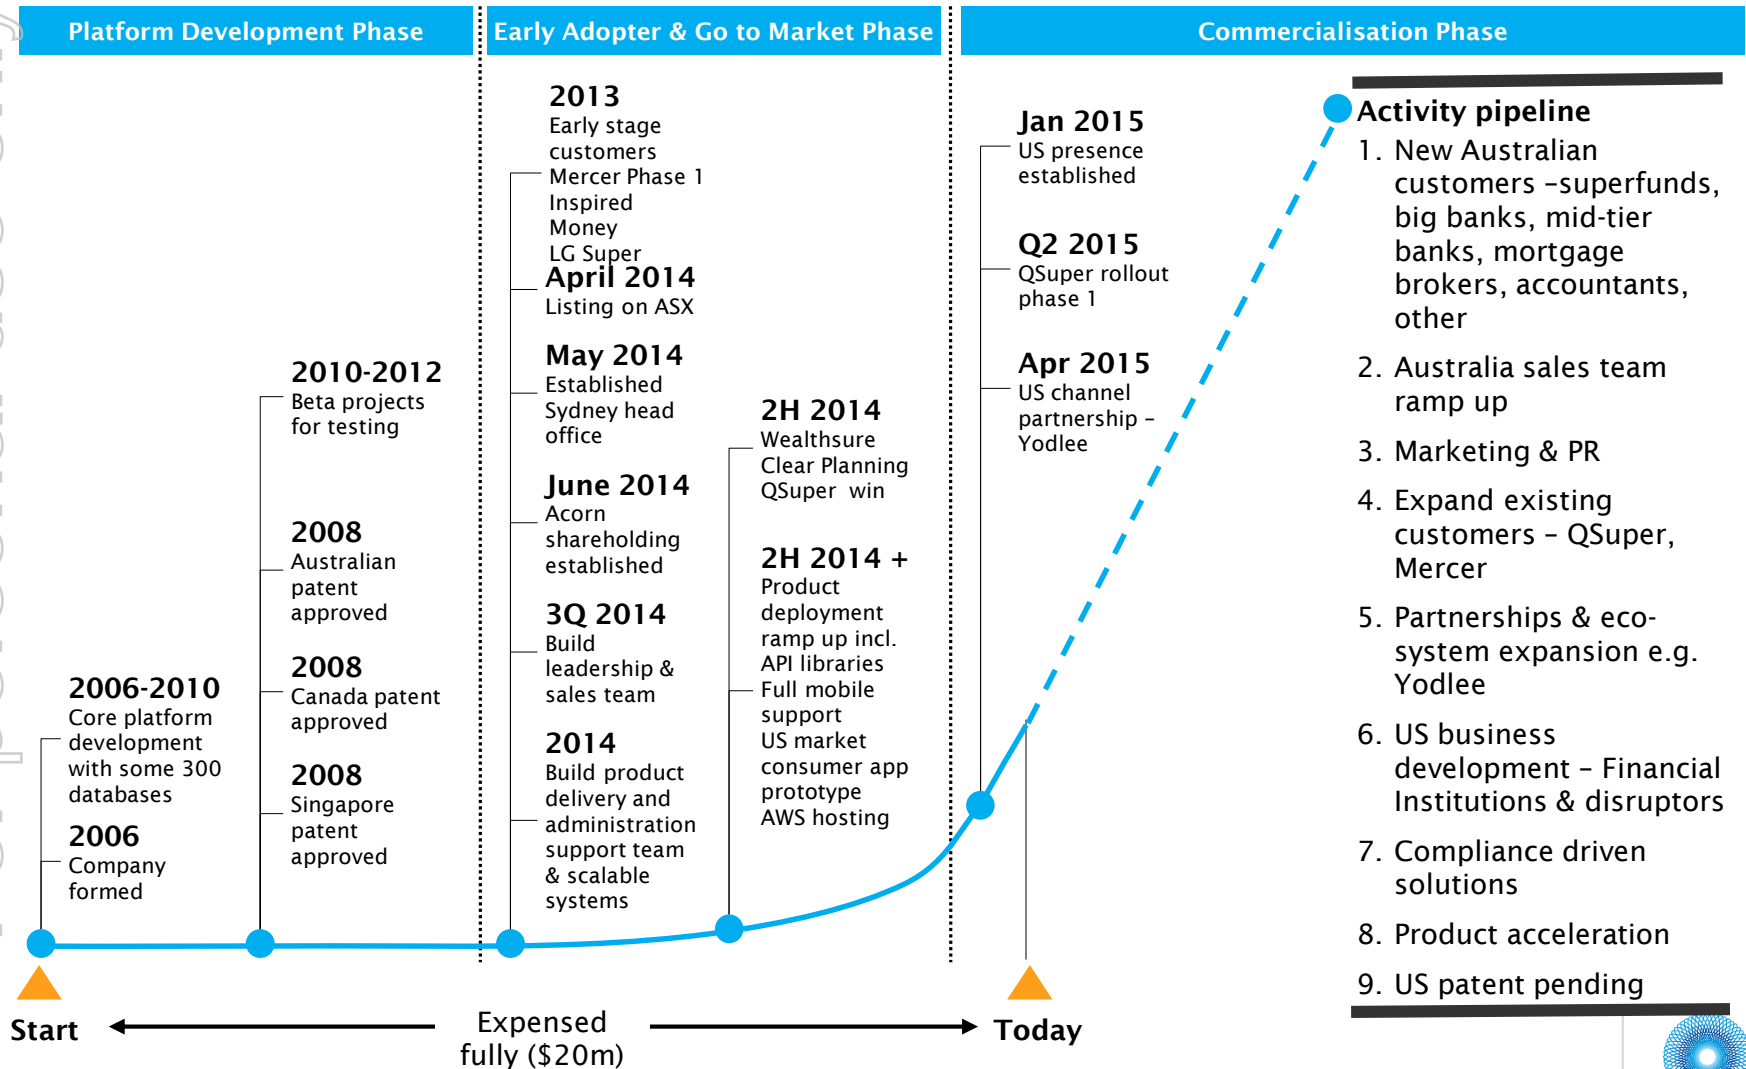 Platform Development Phase
Early Adopter & Go to Market Phase
Commercialisation Phase
2006-2010
Core platform
development
with some 300
databases
2006
Company
formed
2010-2012
Beta projects
for testing
2008
Australian
patent
approved
2008
Canada patent
approved
2008
Singapore
patent
approved
2013
Early stage
customers
Mercer Phase 1
Inspired
Money
LG Super
April 2014
Listing on ASX
May 2014
Established
Sydney head
office
June 2014
Acorn
shareholding
established
3Q 2014
Build
leadership &
sales team
2014
Build product
delivery and
administration
support team
& scalable
systems
2H 2014
Wealthsure
Clear Planning
QSuper  win
2H 2014 +
Product
deployment
ramp up incl.
API libraries
Full mobile
support
US market
consumer app
prototype
AWS hosting
Jan 2015
US presence
established
Q2 2015
QSuper rollout
phase 1
Apr 2015
US channel
partnership –
Yodlee
Activity pipeline
1. New Australian
customers –superfunds,
big banks, mid-tier
banks, mortgage
brokers, accountants,
other
2. Australia sales team
ramp up
3. Marketing & PR
4. Expand existing
customers – QSuper,
Mercer
5. Partnerships & eco-
system expansion e.g.
Yodlee
6. US business
development – Financial
Institutions & disruptors
7. Compliance driven
solutions
8. Product acceleration
9. US patent pending
Start
Expensed
fully ($20m)
Today